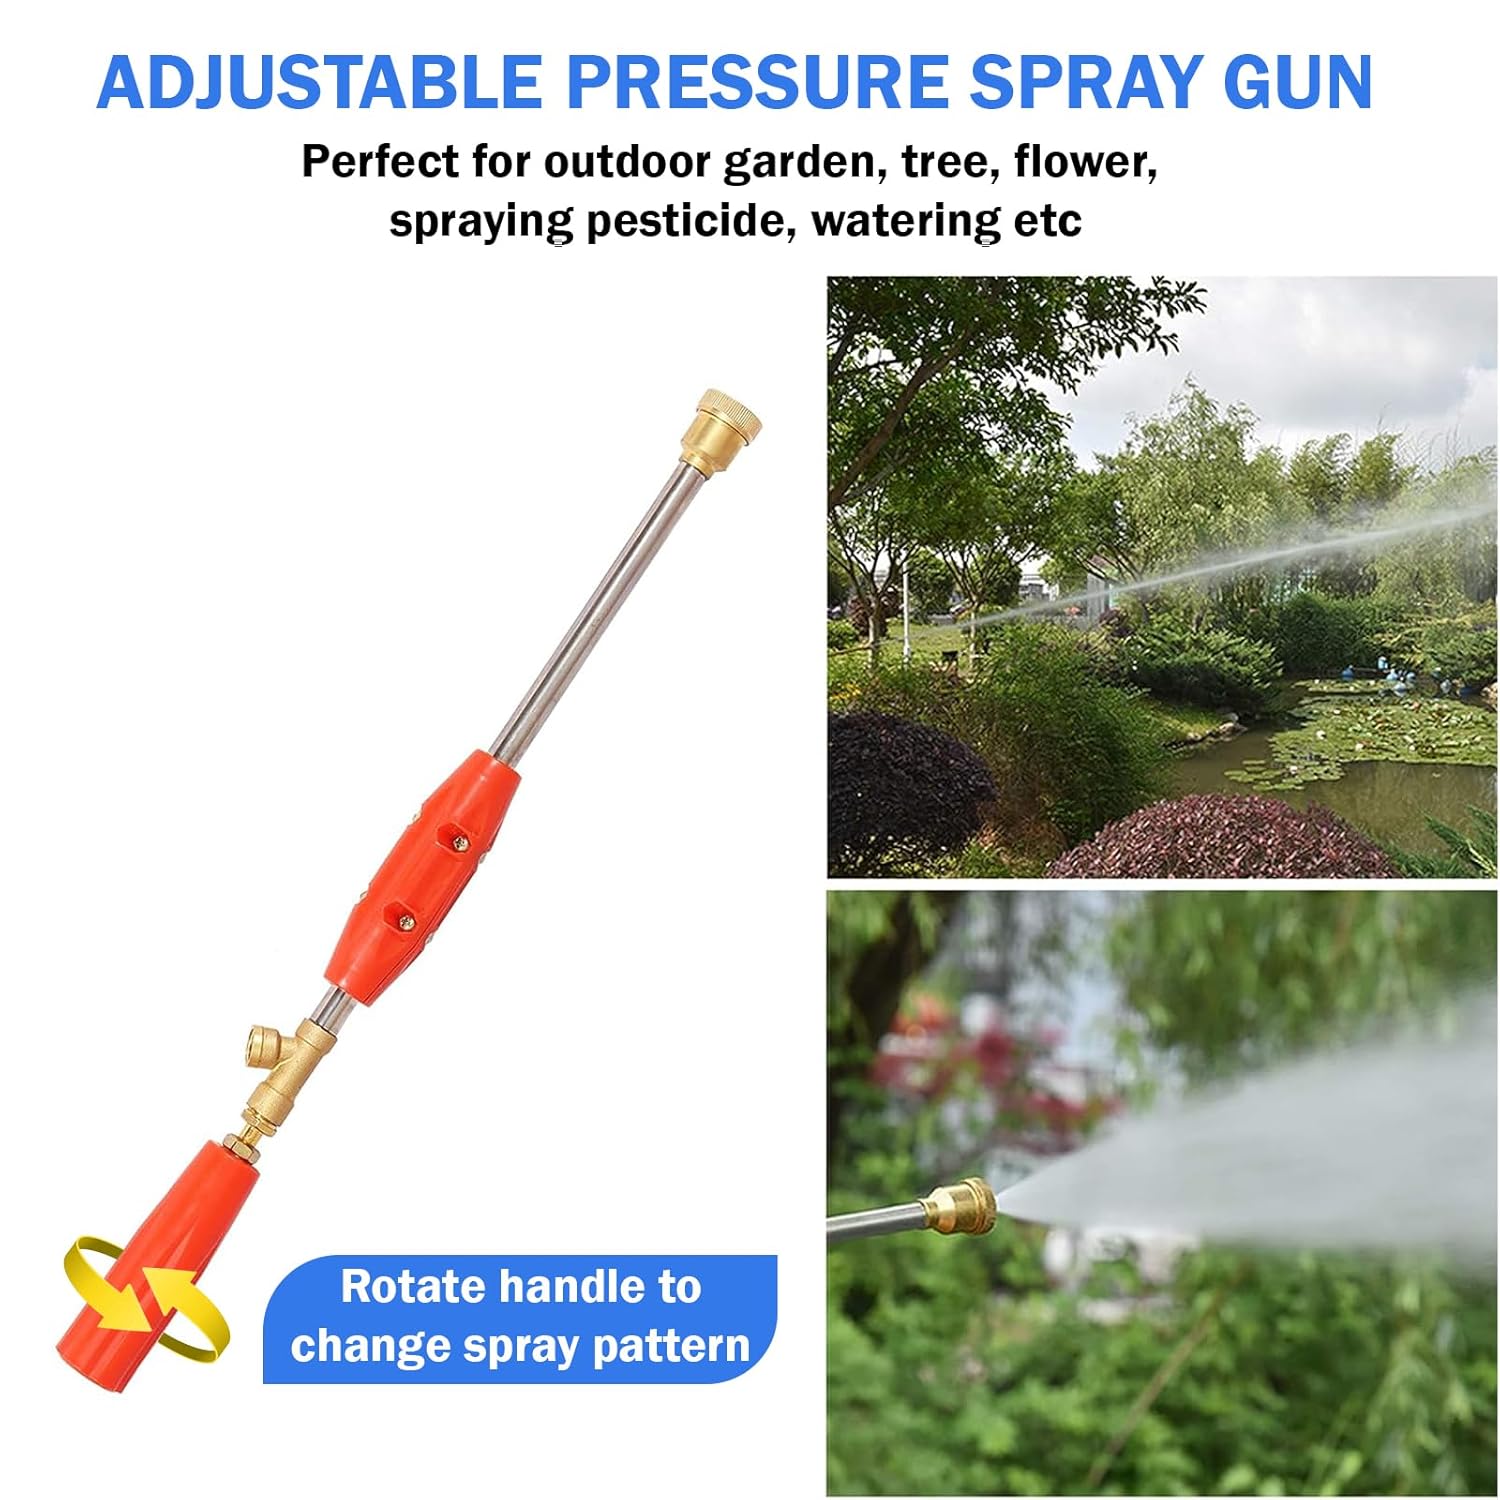 ADJUSTABLE PRESSURE SPRAY GUN
Perfect for outdoor garden, tree, flower,
spraying pesticide, watering etc
Rotate handle to
change spray pattern